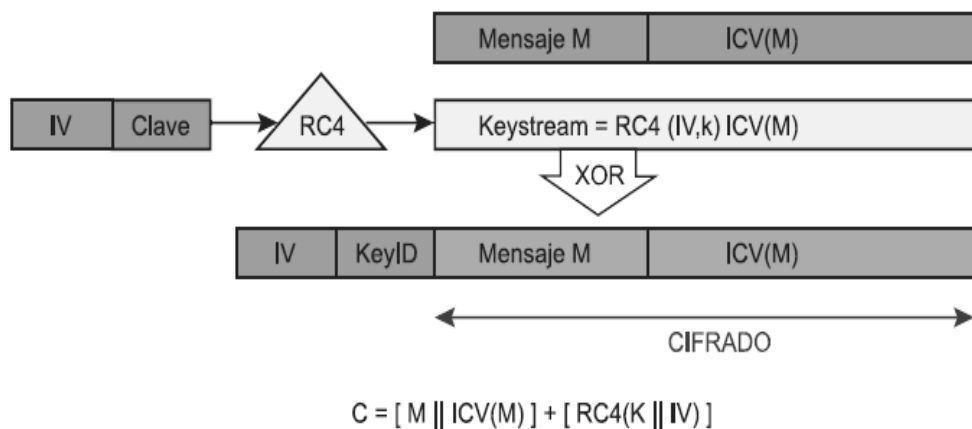 Mensaje M ICV(M)
IV Clave RC4 Keystream = RC4 (IV,k) ICV(M)
XOR
IV KeyID Mensaje M ICV(M)
CIFRADO
C = [ M || ICV(M) ] + [ RC4(K || IV) ]